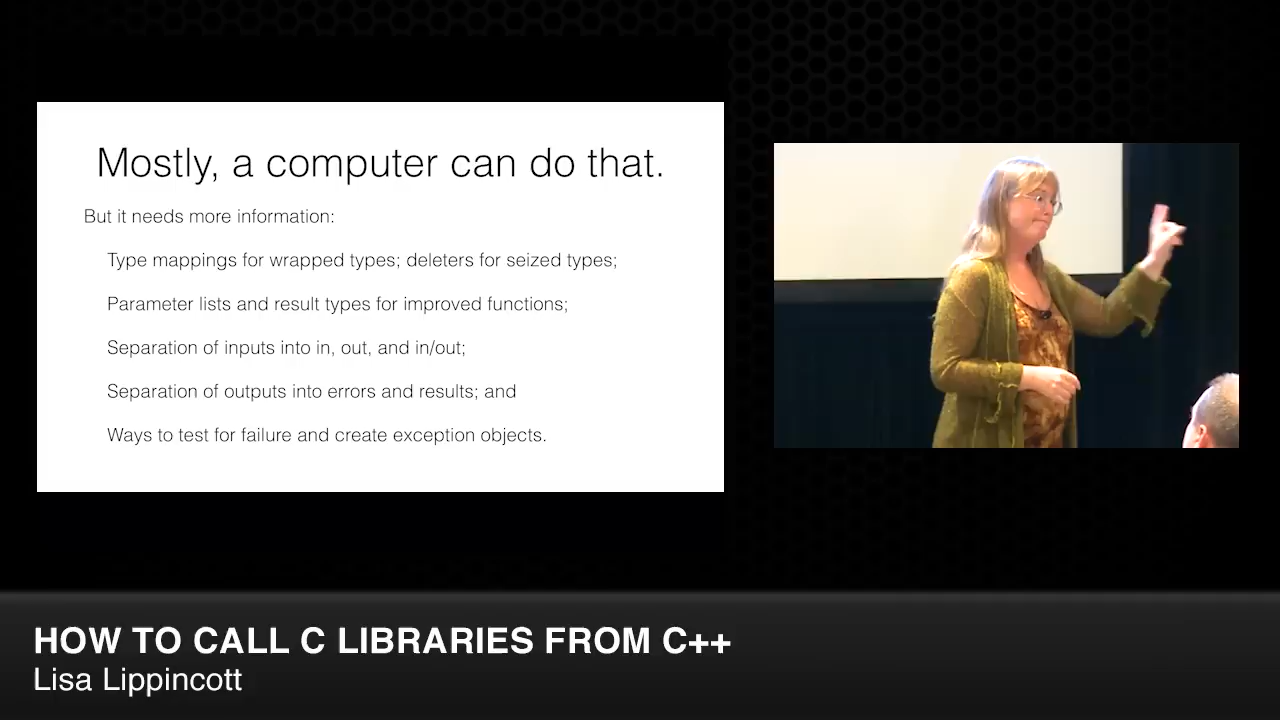 Mostly, a computer can do that.
But it needs more information:
Type mappings for wrapped types; deleters for seized types;
Parameter lists and result types for improved functions;
Separation of inputs into in, out, and in/out;
Separation of outputs into errors and results; and
Ways to test for failure and create exception objects.
HOW TO CALL C LIBRARIES FROM C++
Lisa Lippincott